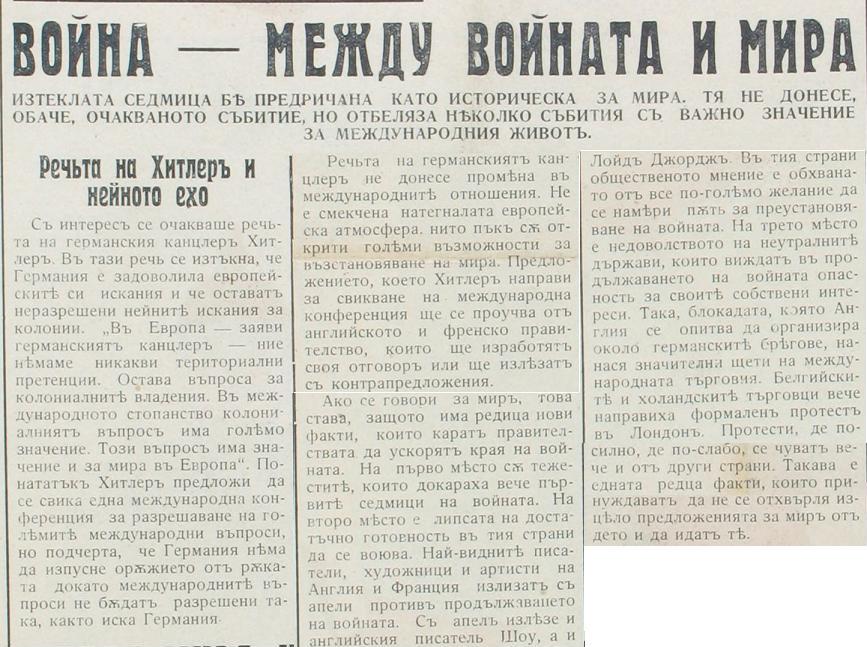 ВОЙНА — МЕЖДУ ВОЙНАТА И МИРА
ИЗТЕКЛАТА СЕДМИЦА БѢ ПРЕДРИЧАНА КАТО ИСТОРИЧЕСКА ЗА МИРА. ТЯ НЕ ДОНЕСЕ,
ОБАЧЕ, ОЧАКВАНОТО СЪБИТИЕ, НО ОТБЕЛЯЗА НѢКОЛКО СЪБИТИЯ СЪ ВАЖНО ЗНАЧЕНИЕ
ЗА МЕЖДУНАРОДНИЯ ЖИВОТЪ.
Речьта на Хитлеръ и
нейното ехо
Съ интересъ се очакваше речь-
та на германския канцлеръ Хит-
леръ. Въ тази речь се изтъкна, че
Германия е задоволила европей-
скитѣ си искания и че оставатъ
неразрешени нейнитѣ искания за
колонии. „Въ Европа — заяви
германскиятъ канцлеръ — ние
нѣмаме никакви териториални
претенции. Остава въпроса за
колониалнитѣ владения. Въ меж-
дународното стопанство колони-
алниятъ въпросъ има голѣмо
значение. Този въпросъ има зна-
чение и за мира въ Европа“. По-
нататъкъ Хитлеръ предложи да
се свика една международна кон-
ференция за разрешаване на го-
лѣмитѣ международни въпроси,
но подчерта, че Германия нѣма
да изпусне орѫжието отъ рѫка-
та докато международнитѣ въ-
проси не бѫдатъ разрешени та-
ка, както иска Германия
Речьта на германскиятъ кан-
цлеръ не донесе промѣна въ
международнитѣ отношения. Не
е смекчена натегналата европей-
ска атмосфера. нито пъкъ сѫ от-
крити голѣми възможности за
възстановяване на мира. Предло-
жението, което Хитлеръ направи
за свикване на международна
конференция ще се проучва отъ
английското и френско прави-
телство, които ще изработятъ
своя отговоръ или ще излѣзатъ
съ контрапредложения.
Ако се говори за миръ, това
става, защото има редица нови
факти, които каратъ правител-
ствата да ускорятъ края на вой-
ната. На първо мѣсто сѫ теже-
ститѣ, които докараха вече пър-
витѣ седмици на войната. На
второ мѣсто е липсата на доста-
тъчно готовность въ тия страни
да се воюва. Най-виднитѣ писа-
тели, художници и артисти на
Англия и Франция излизатъ съ
апели противъ продължаването
на войната. Съ апелъ излѣзе и
английския писатель Шоу, а и
Лойдъ Джорджъ. Въ тия страни
общественото мнение е обхвана-
то отъ все по-голѣмо желание да
се намѣри пѫть за преустановя-
ване на войната. На трето мѣсто
е недоволството на неутралнитѣ
държави, които виждатъ въ про-
дължаването на войната опас-
ность за своитѣ собствени инте-
реси. Така, блокадата, която Ан-
глия се опитва да организира
около германскитѣ брѣгове, на-
нася значителни щети на между-
народната търговия. Белгийски-
тѣ и холандскитѣ търговци вече
направиха формаленъ протестъ
въ Лондонъ. Протести, де по-
силно, де по-слабо, се чуватъ ве-
че и отъ други страни. Такава е
едната редца факти, които при-
нуждаватъ да не се отхвърля из-
цѣло предложенията за миръ отъ
дето и да идатъ тѣ.